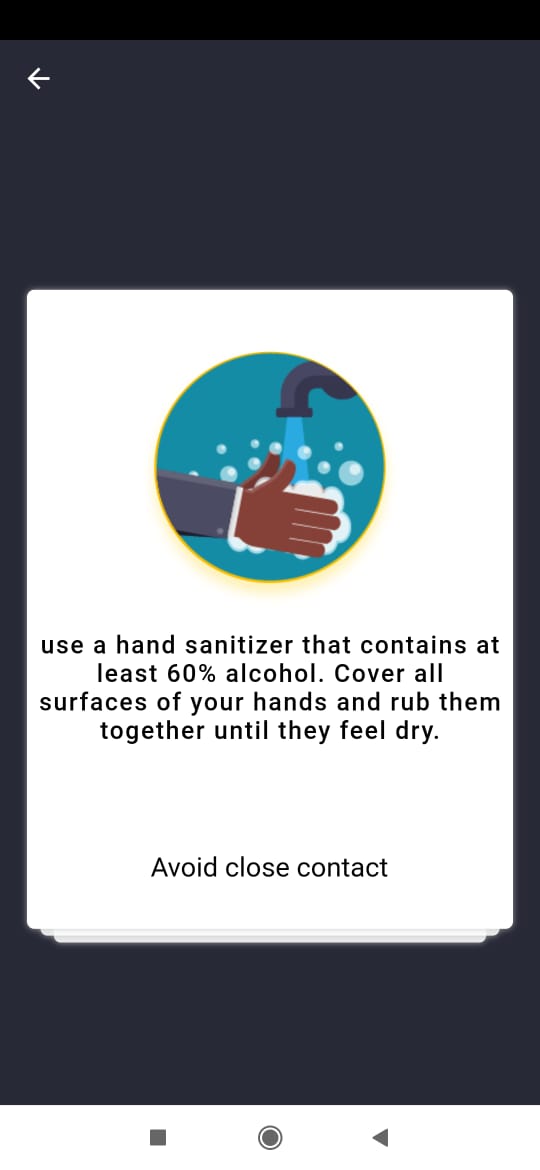 use a hand sanitizer that contains at
least 60% alcohol. Cover all
surfaces of your hands and rub them
together until they feel dry.
Avoid close contact